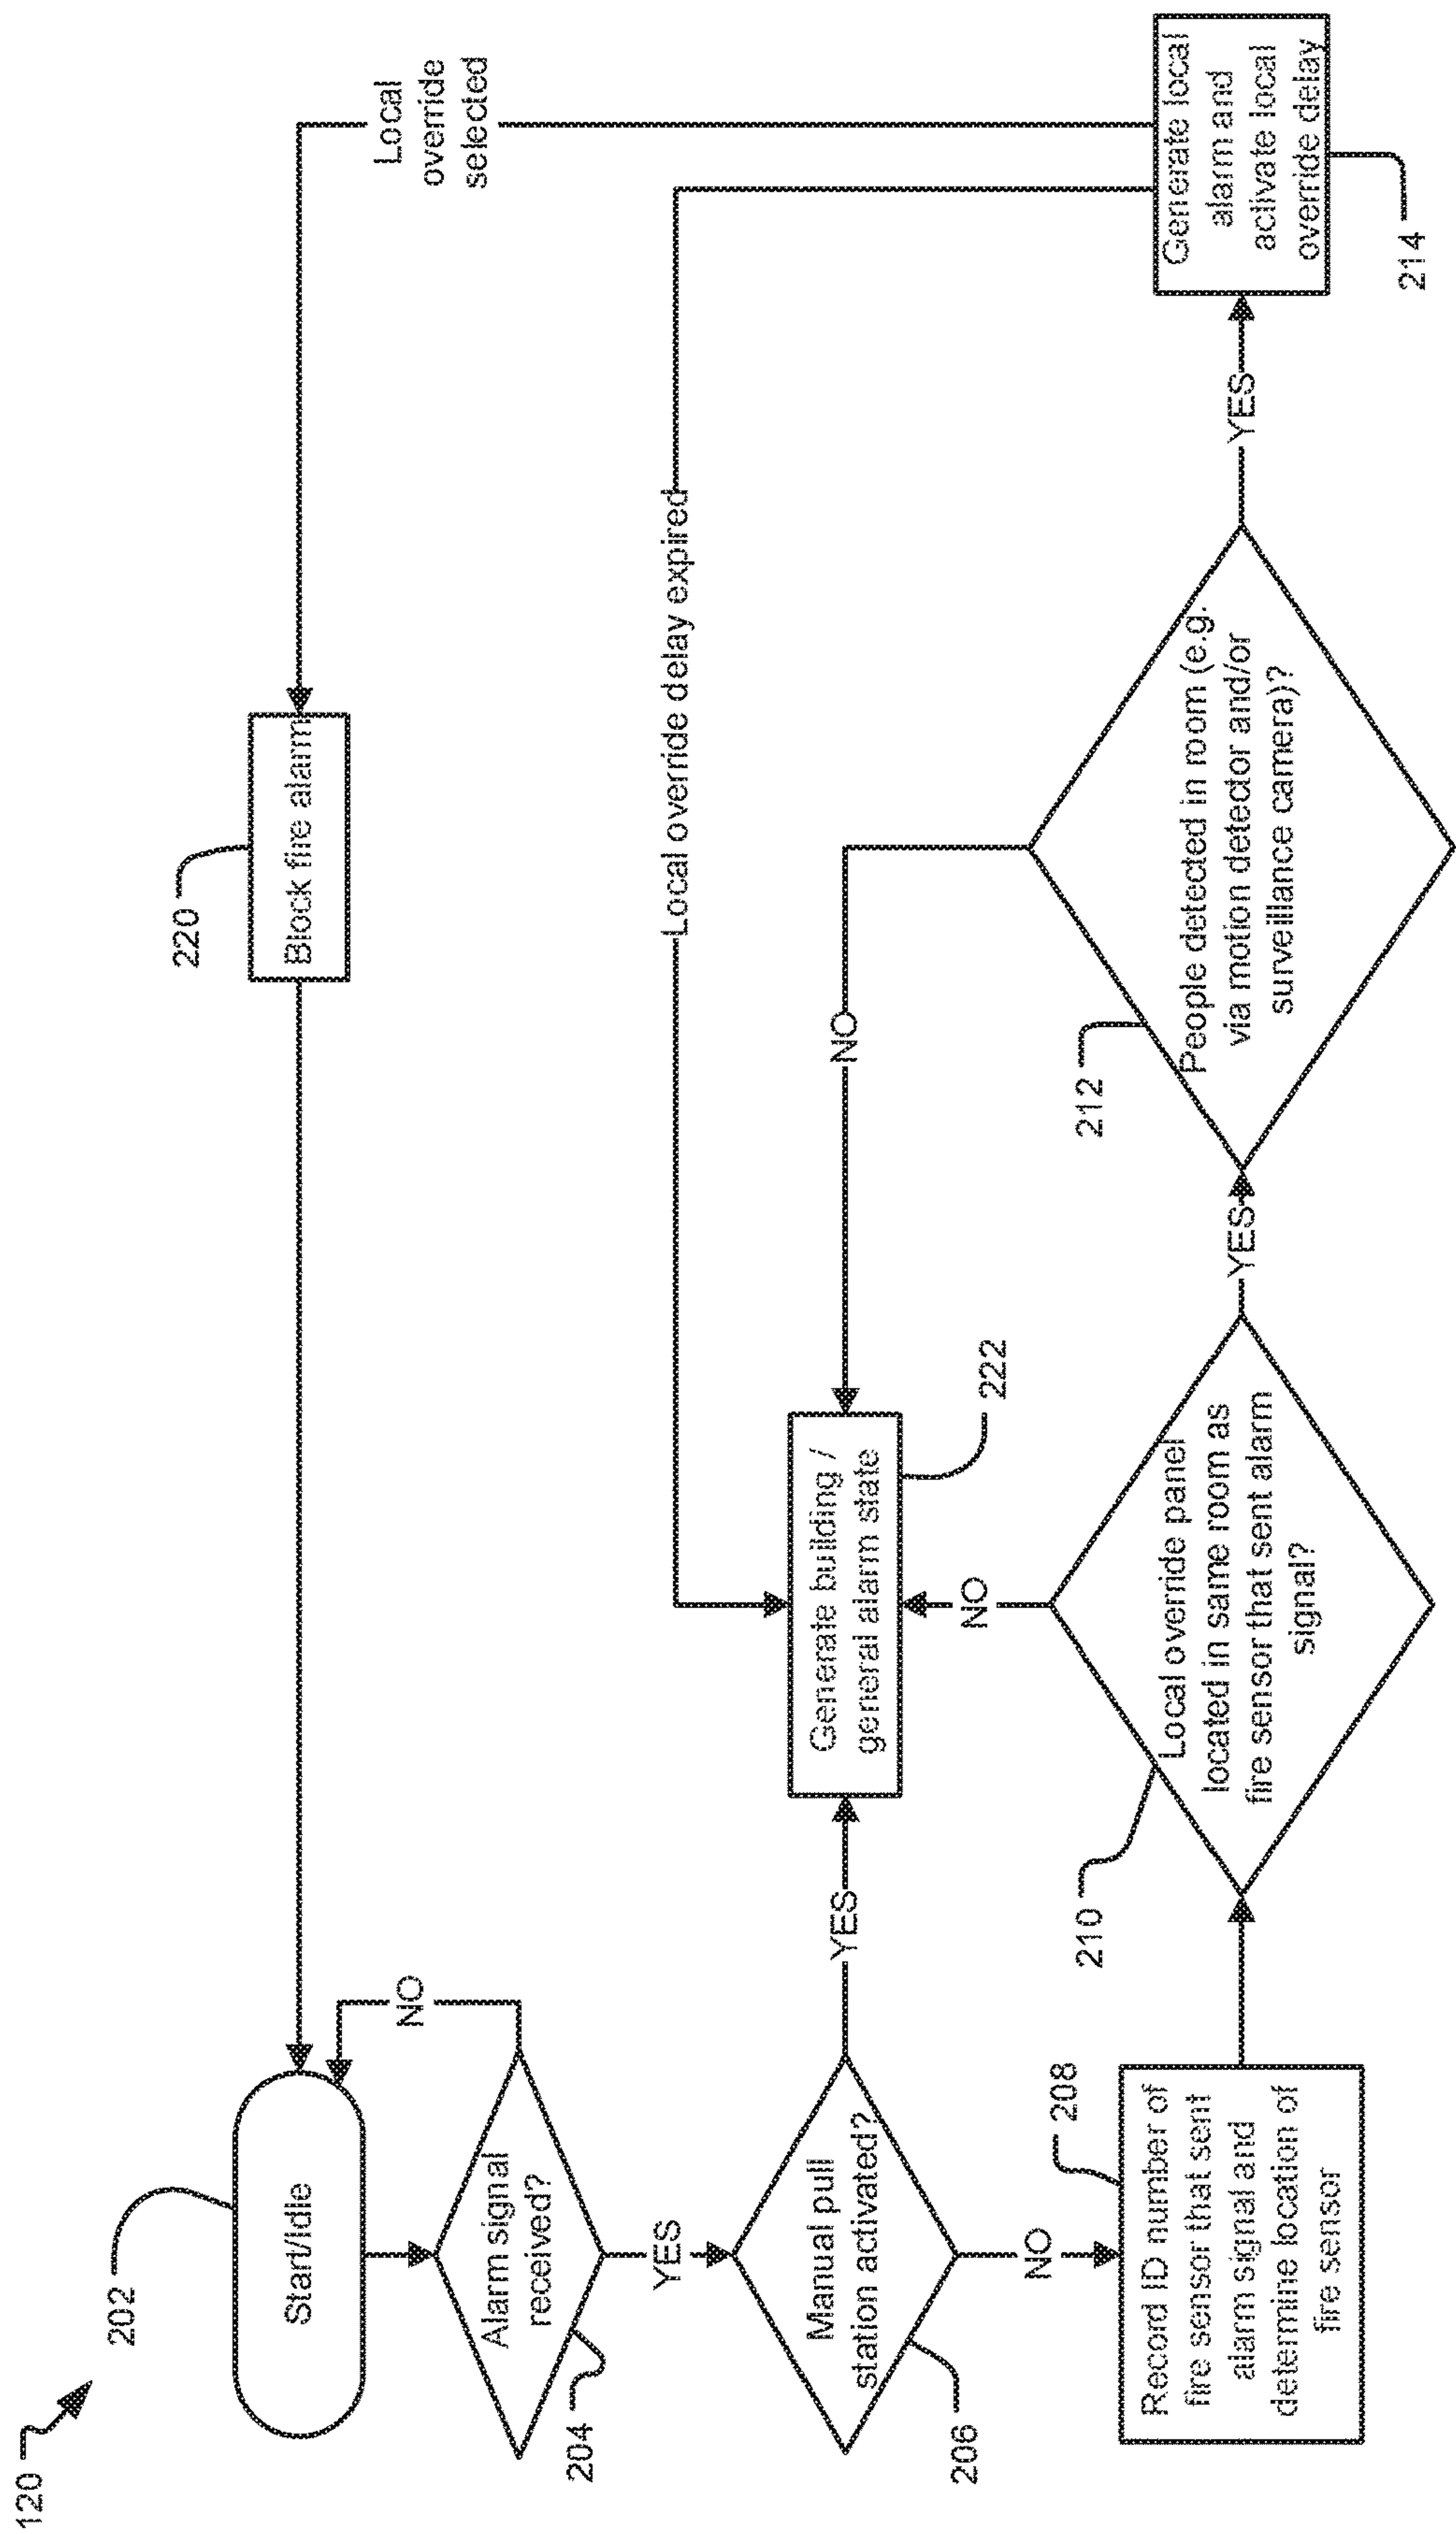 120
202
Start/Idle
NO
Alarm signal
received?
204
YES
Manual pull
station activated?
206
YES
NO
208
Record ID number of
fire sensor that sent
alarm signal and
determine location of
fire sensor
220
Block fire alarm
Local
override
selected
Local override delay expired
Generate building /
general alarm state
222
NO
NO
210
Local override panel
located in same room as
fire sensor that sent alarm
signal?
YES
212
People detected in room (e.g.
via motion detector and/or
surveillance camera)?
YES
Generate local
alarm and
activate local
override delay
214